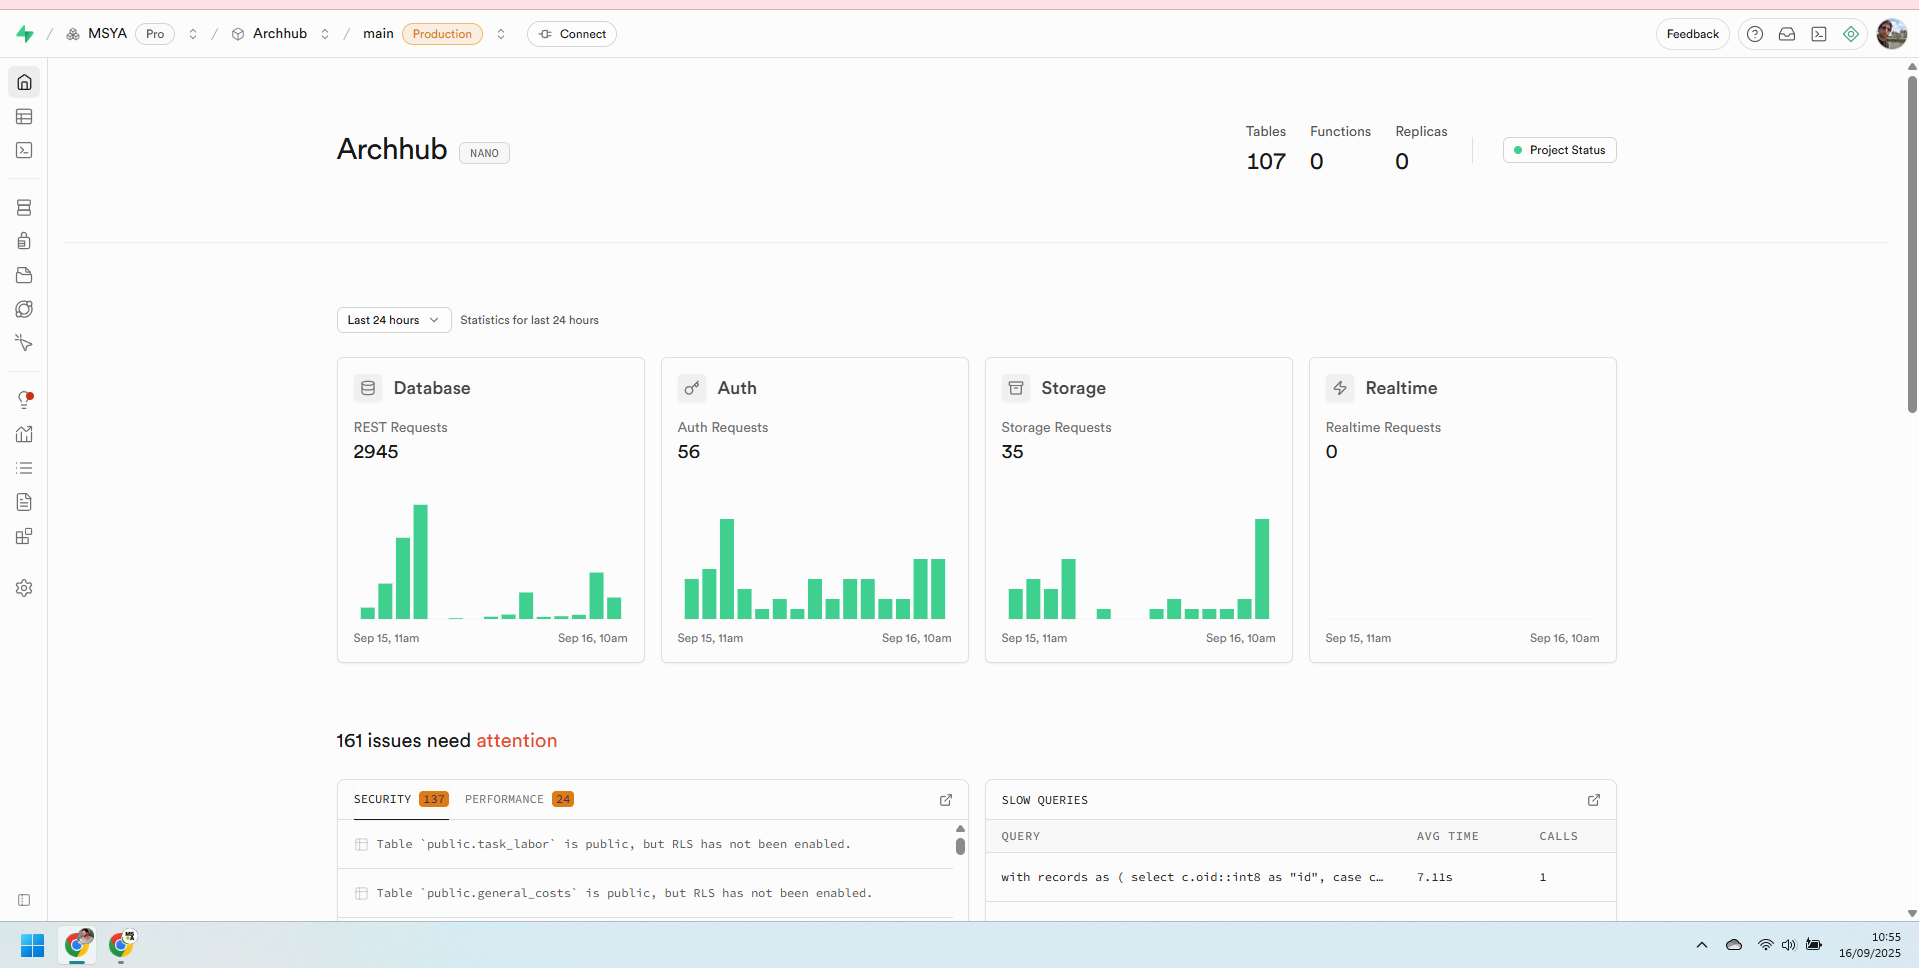 MSYA Pro Archhub main Production Connect Feedback
Archhub NANO
Tables Functions Replicas
107 0 0
Project Status
Last 24 hours Statistics for last 24 hours
Database
REST Requests
2945
Sep 15, 11am Sep 16, 10am
Auth
Auth Requests
56
Sep 15, 11am Sep 16, 10am
Storage
Storage Requests
35
Sep 15, 11am Sep 16, 10am
Realtime
Realtime Requests
0
Sep 15, 11am Sep 16, 10am
161 issues need attention
SECURITY 137 PERFORMANCE 24
Table `public.task_labor` is public, but RLS has not been enabled.
Table `public.general_costs` is public, but RLS has not been enabled.
SLOW QUERIES
QUERY AVG TIME CALLS
with records as ( select c.oid::int8 as "id", case c… 7.11s 1
10:55
16/09/2025